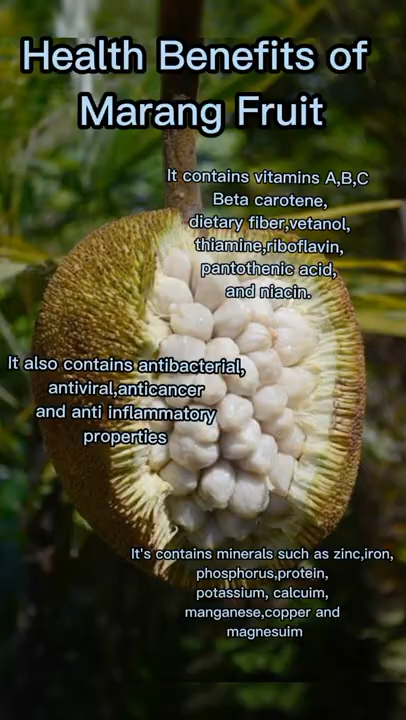 Health Benefits of
Marang Fruit
It contains vitamins A,B,C
Beta carotene,
dietary fiber,vetanol,
thiamine,riboflavin,
pantothenic acid,
and niacin.
It also contains antibacterial,
antiviral,anticancer
and anti inflammatory
properties
It's contains minerals such as zinc,iron,
phosphorus,protein,
potassium, calcuim,
manganese,copper and
magnesuim